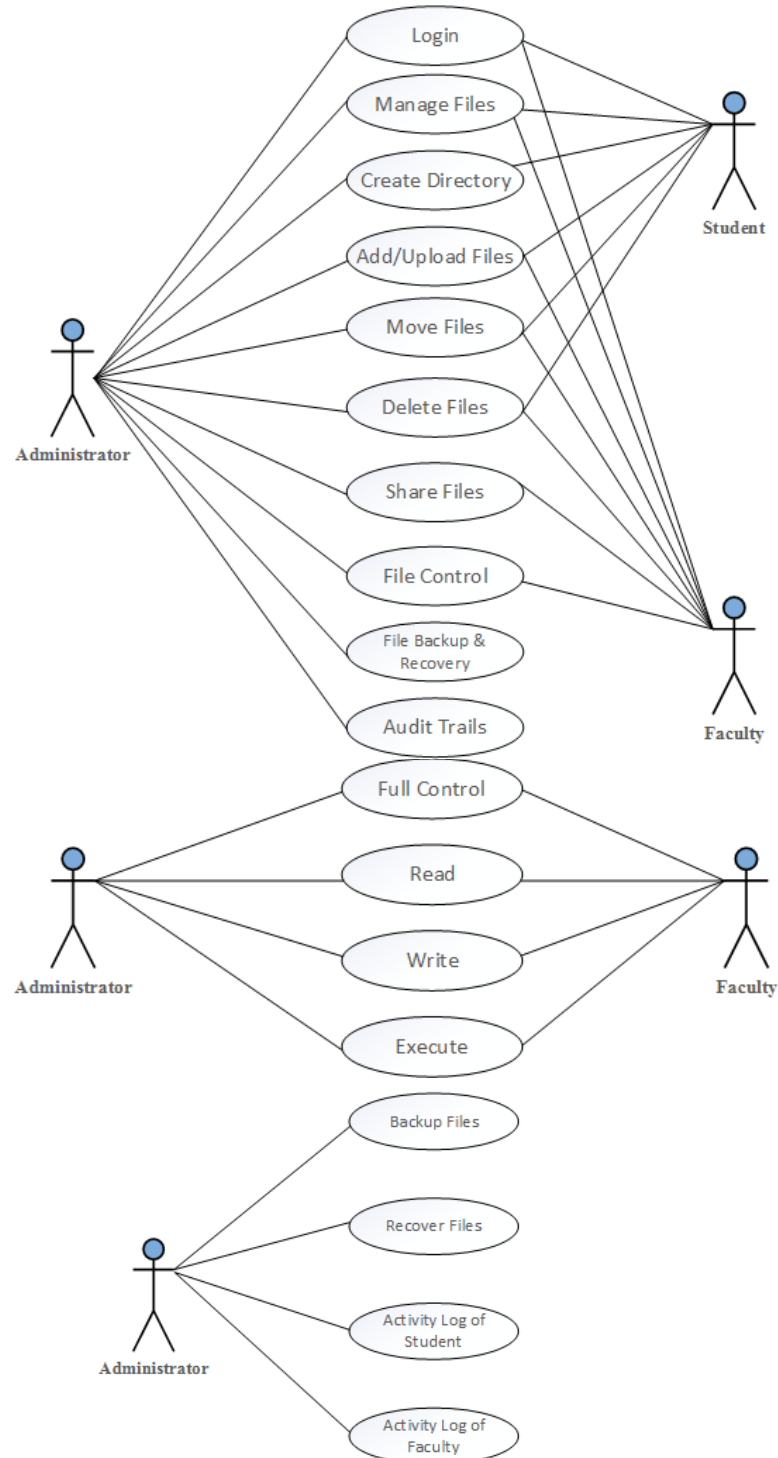 Login
Manage Files
Create Directory
Student
Add/Upload Files
Move Files
Delete Files
Administrator
Share Files
File Control
File Backup &
Recovery
Audit Trails
Faculty
Full Control
Read
Write
Administrator
Faculty
Execute
Backup Files
Recover Files
Activity Log of
Student
Administrator
Activity Log of
Faculty